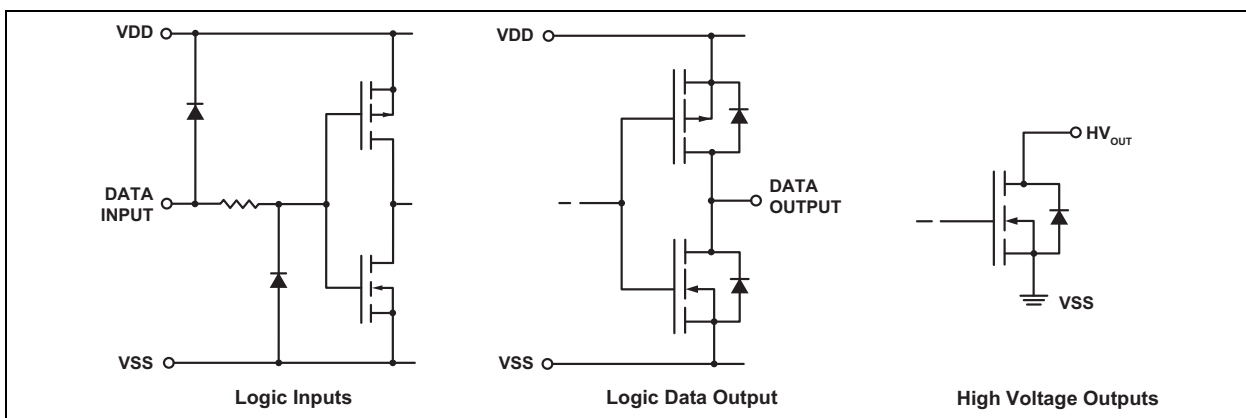 VDD
DATA
INPUT
VSS
Logic Inputs
VDD
DATA
OUTPUT
VSS
Logic Data Output
HVOUT
VSS
High Voltage Outputs